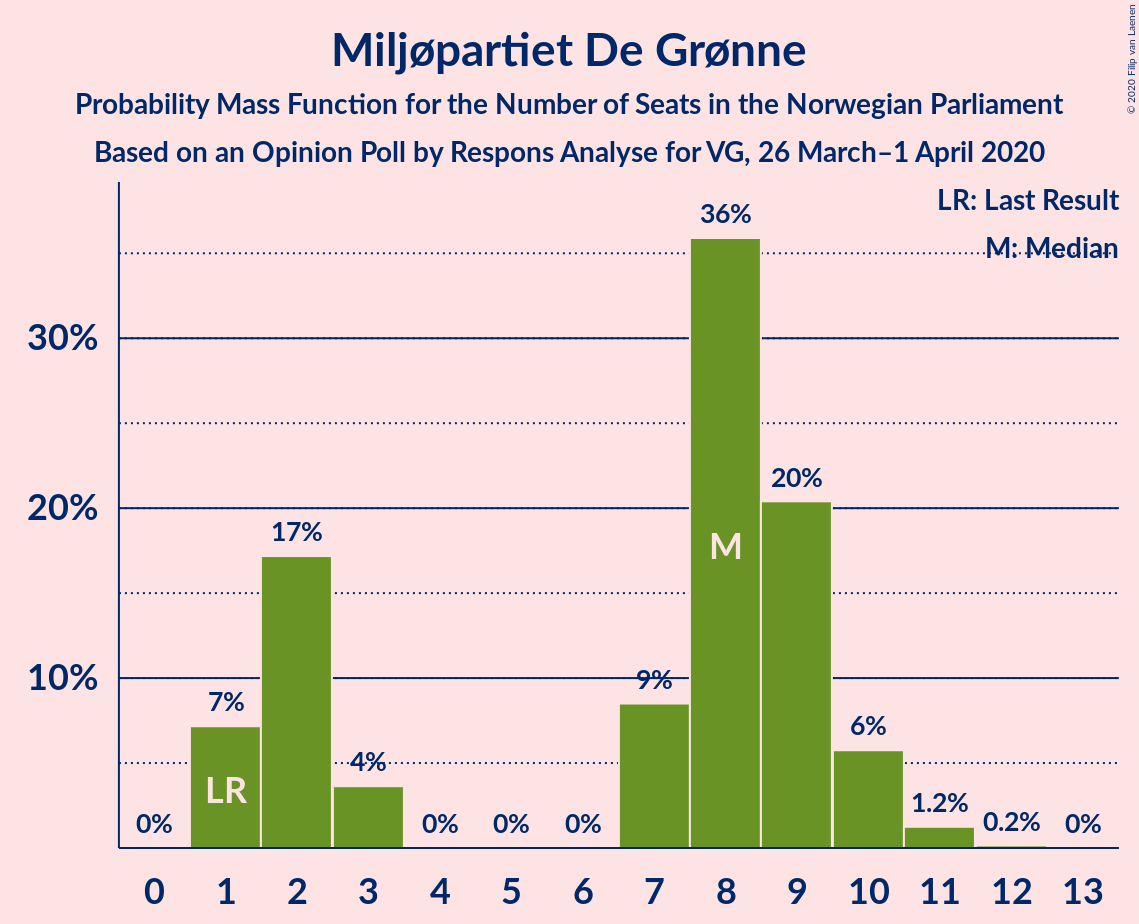 Miljøpartiet De Grønne
Probability Mass Function for the Number of Seats in the Norwegian Parliament
Based on an Opinion Poll by Respons Analyse for VG, 26 March–1 April 2020
© 2020 Filip van Laenen
LR: Last Result
M: Median
30%
20%
10%
0%
7%
17%
4%
0%
0%
0%
9%
36%
20%
6%
1.2%
0.2%
0%
LR
M
0 1 2 3 4 5 6 7 8 9 10 11 12 13